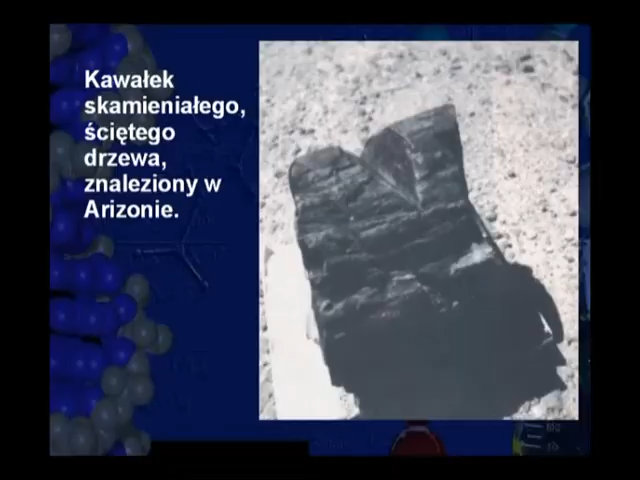 Kawałek
skamieniałego,
ściętego
drzewa,
znaleziony w
Arizonie.